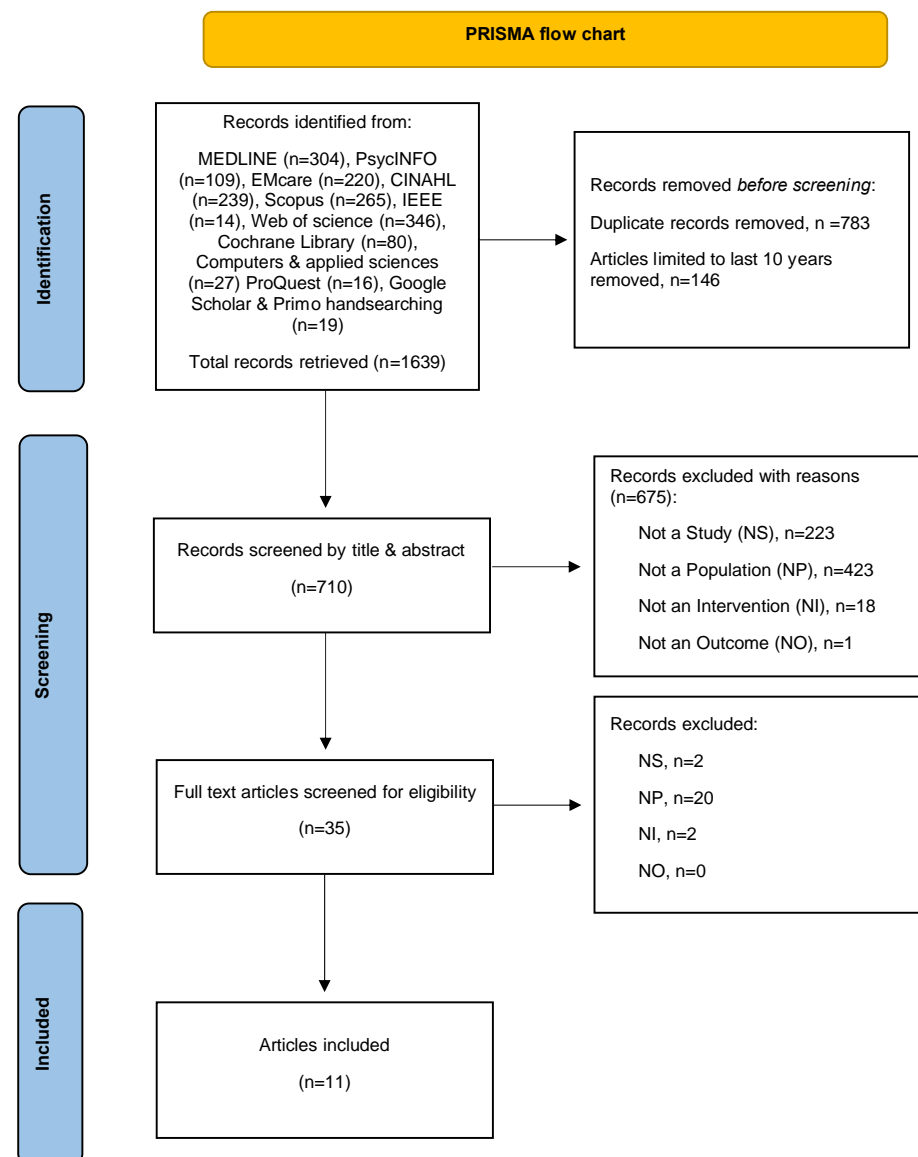 PRISMA flow chart
Identification
Records identified from:
MEDLINE (n=304), PsycINFO
(n=109), EMcare (n=220), CINAHL
(n=239), Scopus (n=265), IEEE
(n=14), Web of science (n=346),
Cochrane Library (n=80),
Computers & applied sciences
(n=27) ProQuest (n=16), Google
Scholar & Primo handsearching
(n=19)
Total records retrieved (n=1639)
Records removed before screening:
Duplicate records removed, n =783
Articles limited to last 10 years
removed, n=146
Screening
Records screened by title & abstract
(n=710)
Records excluded with reasons
(n=675):
Not a Study (NS), n=223
Not a Population (NP), n=423
Not an Intervention (NI), n=18
Not an Outcome (NO), n=1
Full text articles screened for eligibility
(n=35)
Records excluded:
NS, n=2
NP, n=20
NI, n=2
NO, n=0
Included
Articles included
(n=11)